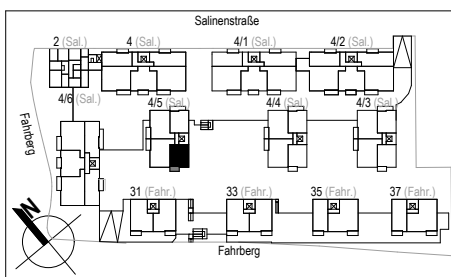 Salinenstraße
2 (Sal.) 4 (Sal.) 4/1 (Sal.) 4/2 (Sal.)
4/6 (Sal.) 4/5 (Sal.) 4/4 (Sal.) 4/3 (Sal.)
Fahrberg
31 (Fahr.) 33 (Fahr.) 35 (Fahr.) 37 (Fahr.)
N
Fahrberg